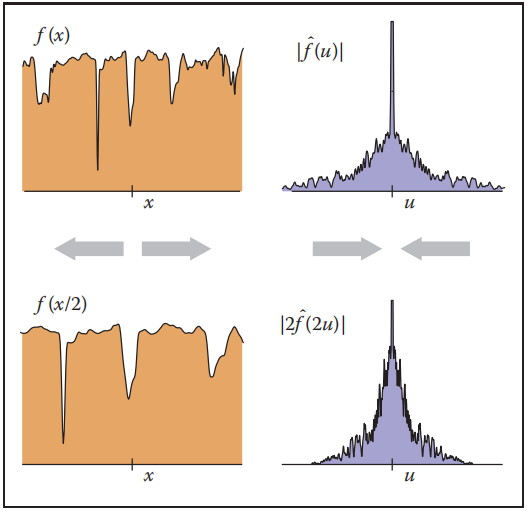 f(x)
|f̂(u)|
x
u
f(x/2)
|2f̂(2u)|
x
u